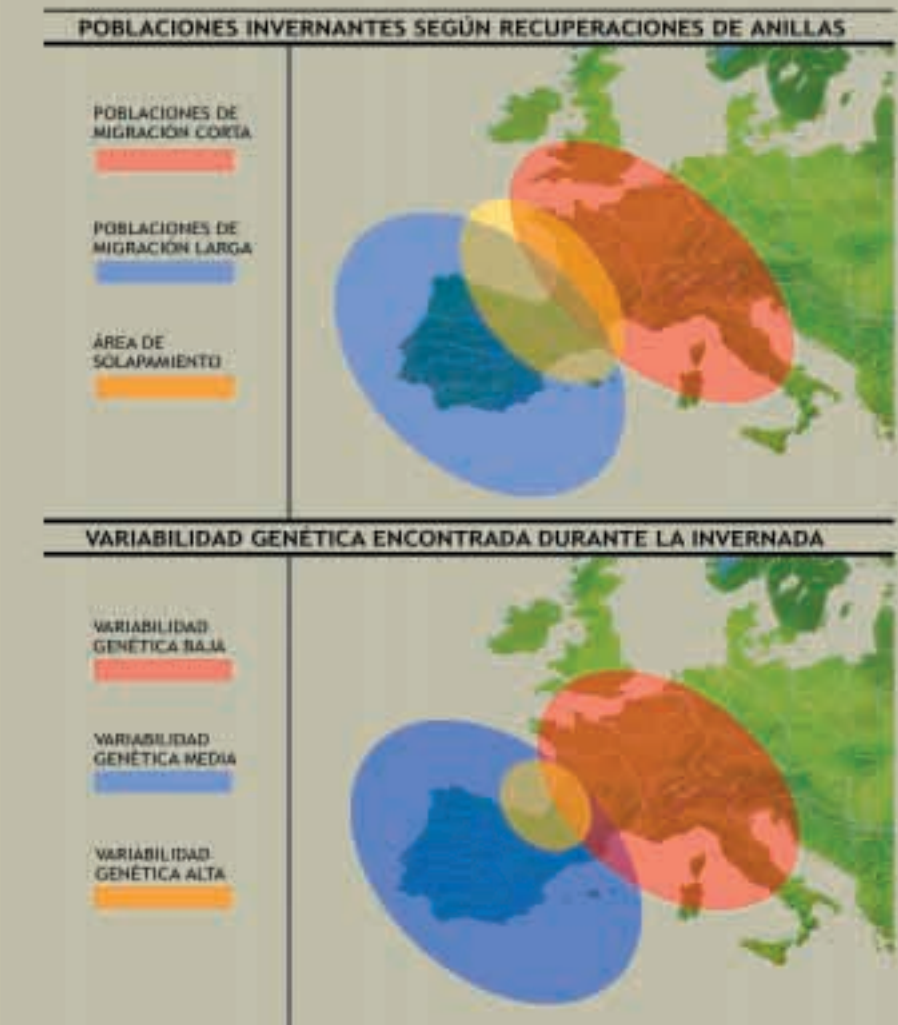 POBLACIONES INVERNANTES SEGÚN RECUPERACIONES DE ANILLAS
POBLACIONES DE
MIGRACIÓN CORTA
POBLACIONES DE
MIGRACIÓN LARGA
ÁREA DE
SOLAPAMIENTO
VARIABILIDAD GENÉTICA ENCONTRADA DURANTE LA INVERNADA
VARIABILIDAD
GENÉTICA BAJA
VARIABILIDAD
GENÉTICA MEDIA
VARIABILIDAD
GENÉTICA ALTA